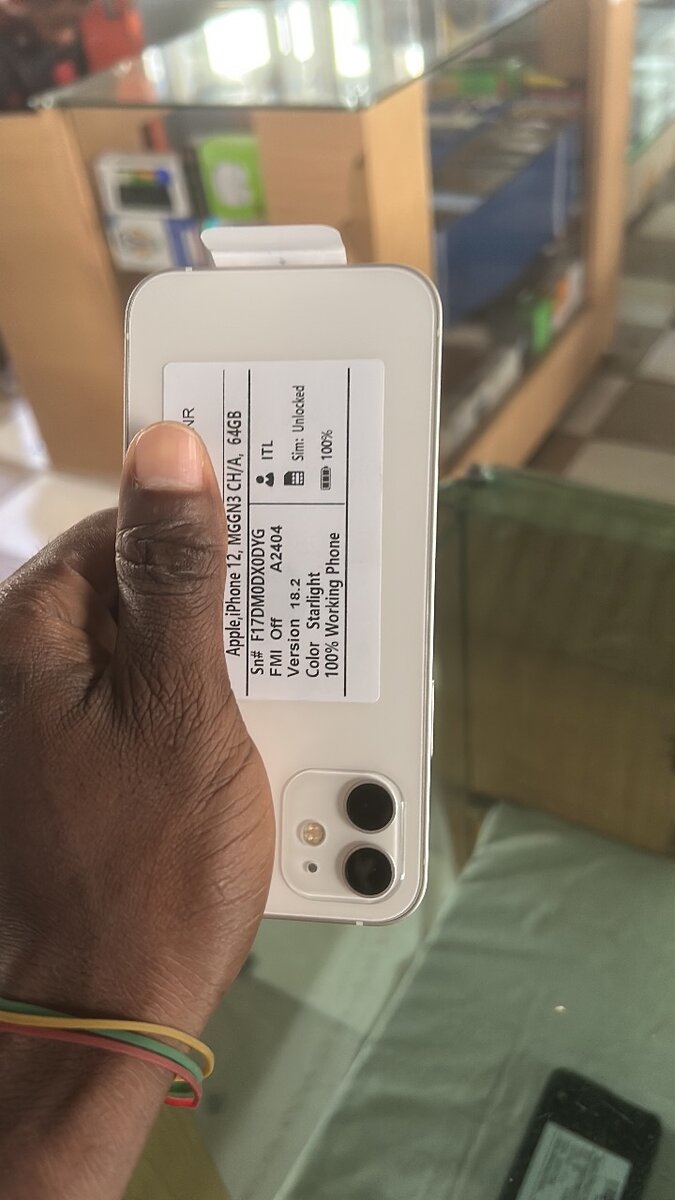 NR
Apple,iPhone 12, MGGN3 CH/A, 64GB
Sn# F17DM0DX0DYG
FMI Off A2404
Version 18.2
Color Starlight
100% Working Phone
ITL
Sim: Unlocked
100%